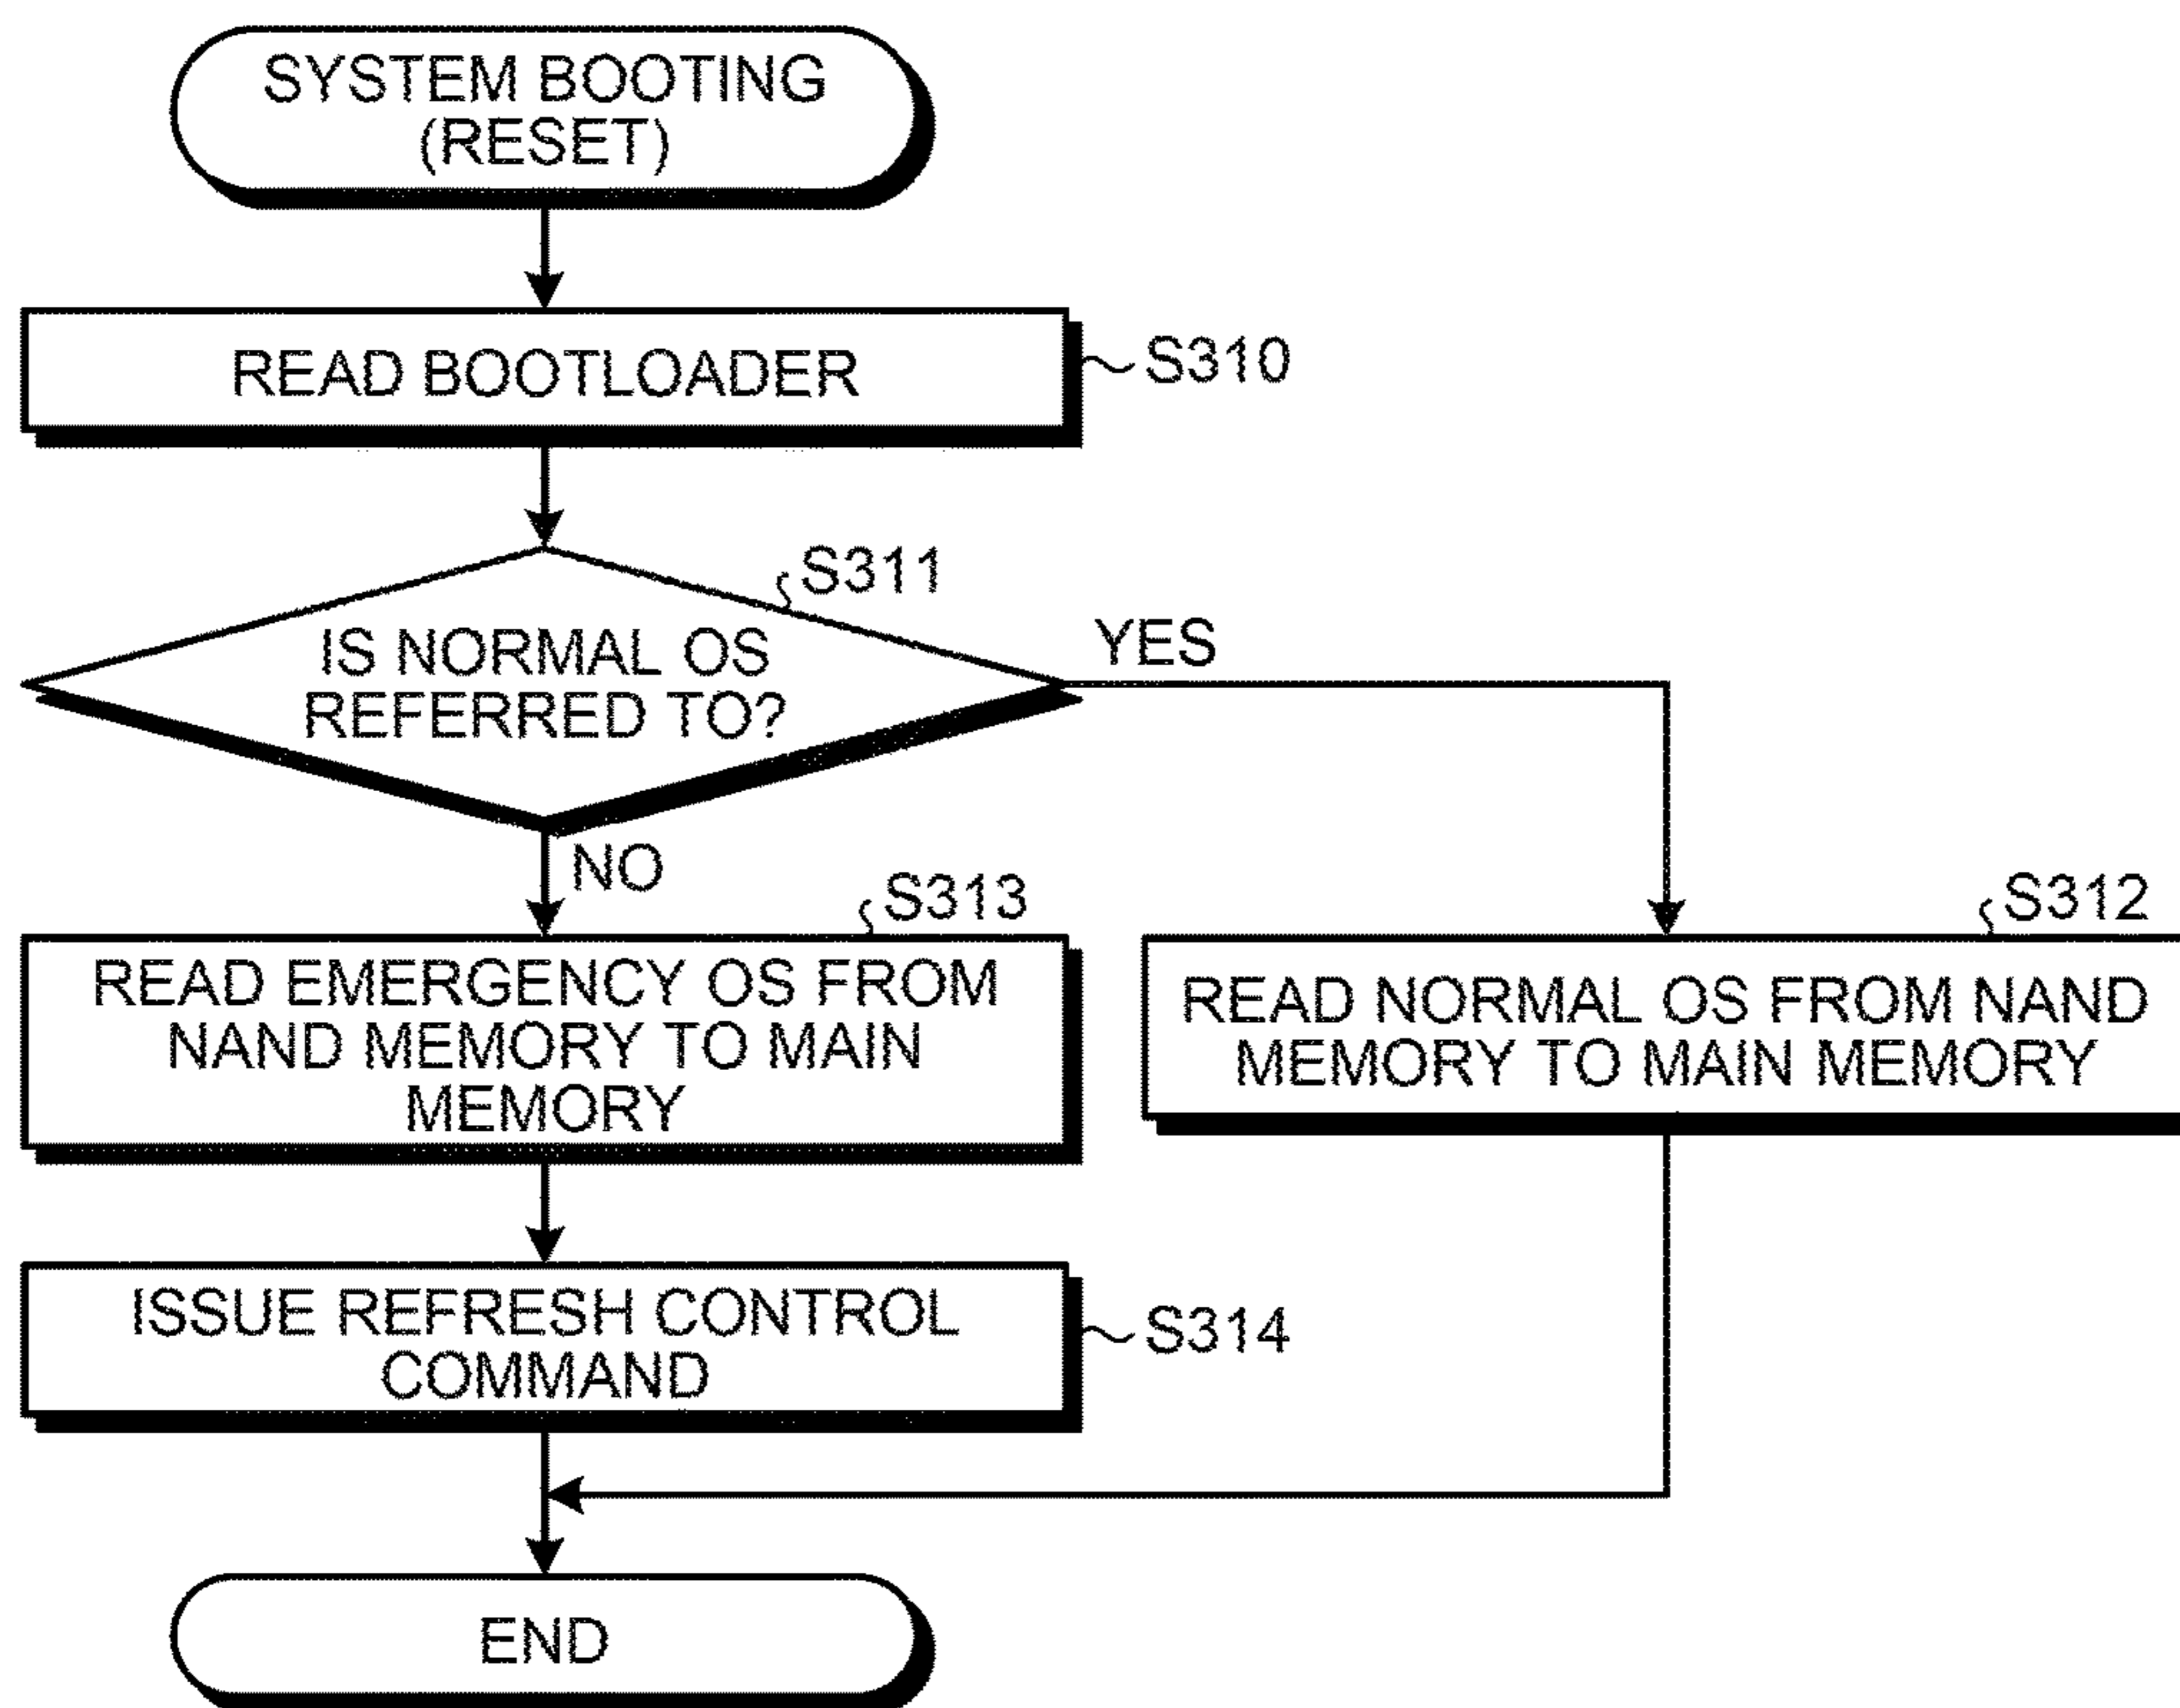 SYSTEM BOOTING
(RESET)
READ BOOTLOADER
S310
S311
IS NORMAL OS
REFERRED TO?
YES
NO
S313
READ EMERGENCY OS FROM
NAND MEMORY TO MAIN
MEMORY
S312
READ NORMAL OS FROM NAND
MEMORY TO MAIN MEMORY
ISSUE REFRESH CONTROL
COMMAND
S314
END